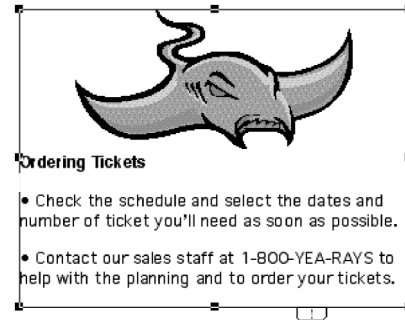 Ordering Tickets
• Check the schedule and select the dates and
number of ticket you'll need as soon as possible.
• Contact our sales staff at 1-800-YEA-RAYS to
help with the planning and to order your tickets.